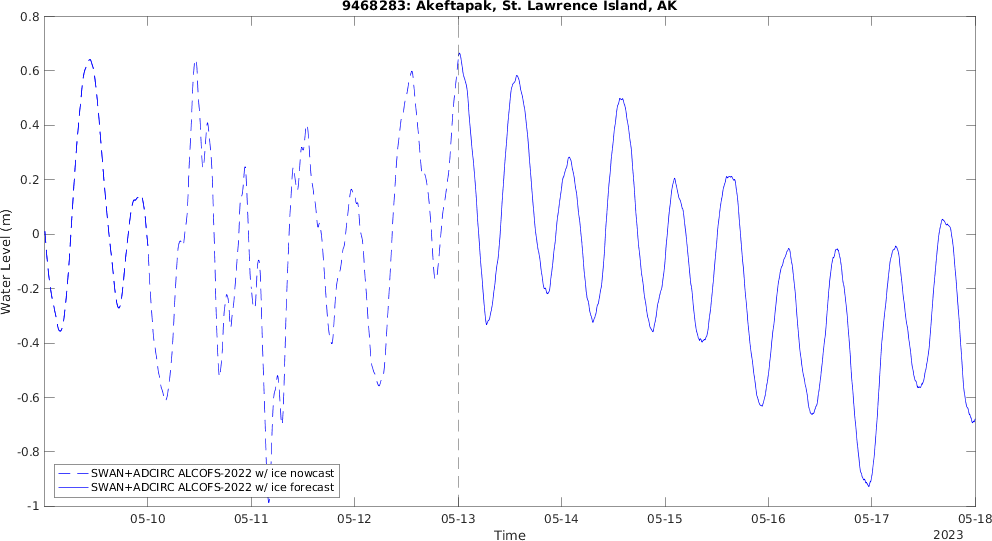 9468283: Akeftapak, St. Lawrence Island, AK
Water Level (m)
0.8
0.6
0.4
0.2
0
-0.2
-0.4
-0.6
-0.8
-1
SWAN+ADCIRC ALCOFS-2022 w/ ice nowcast
SWAN+ADCIRC ALCOFS-2022 w/ ice forecast
05-10 05-11 05-12 05-13 05-14 05-15 05-16 05-17 05-18
Time
2023